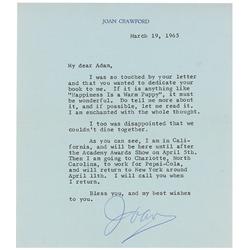 JOAN CRAWFORD
March 19, 1965
My dear Adam,
I was so touched by your letter
and that you wanted to dedicate your
book to me. If it is anything like
"Happiness Is a Warm Puppy", it must
be wonderful. Do tell me more about
it, and if possible, let me read it.
I am enchanted with the whole thought.
I too was disappointed that we
couldn't dine together.
As you can see, I am in Cali-
fornia, and will be here until after
the Academy Awards Show on April 5th.
Then I am going to Charlotte, North
Carolina, to work for Pepsi-Cola,
and will return to New York around
April 11th. I will call you when
I return.
Bless you, and my best wishes
to you.
Joan